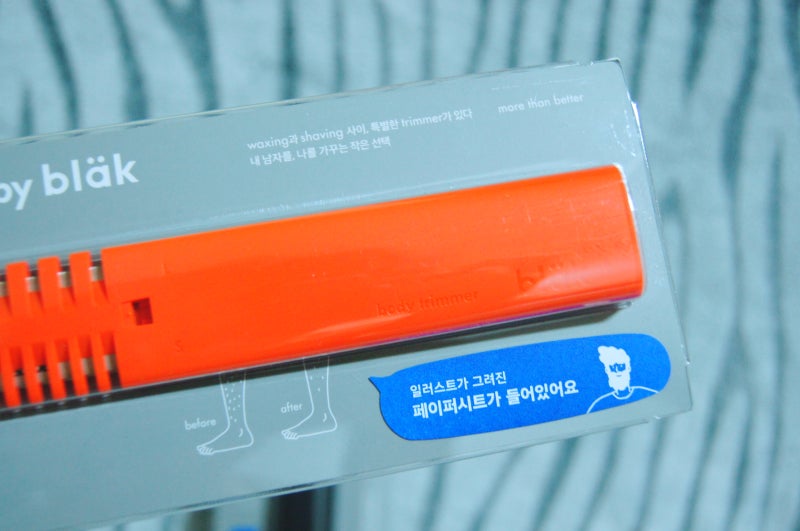 waxing과 shaving 사이, 특별한 trimmer가 있다
내 남자를, 나를 가꾸는 작은 선택
more than better
by bläk
body trimmer
S
before
after
일러스트가 그려진
페이퍼시트가 들어있어요